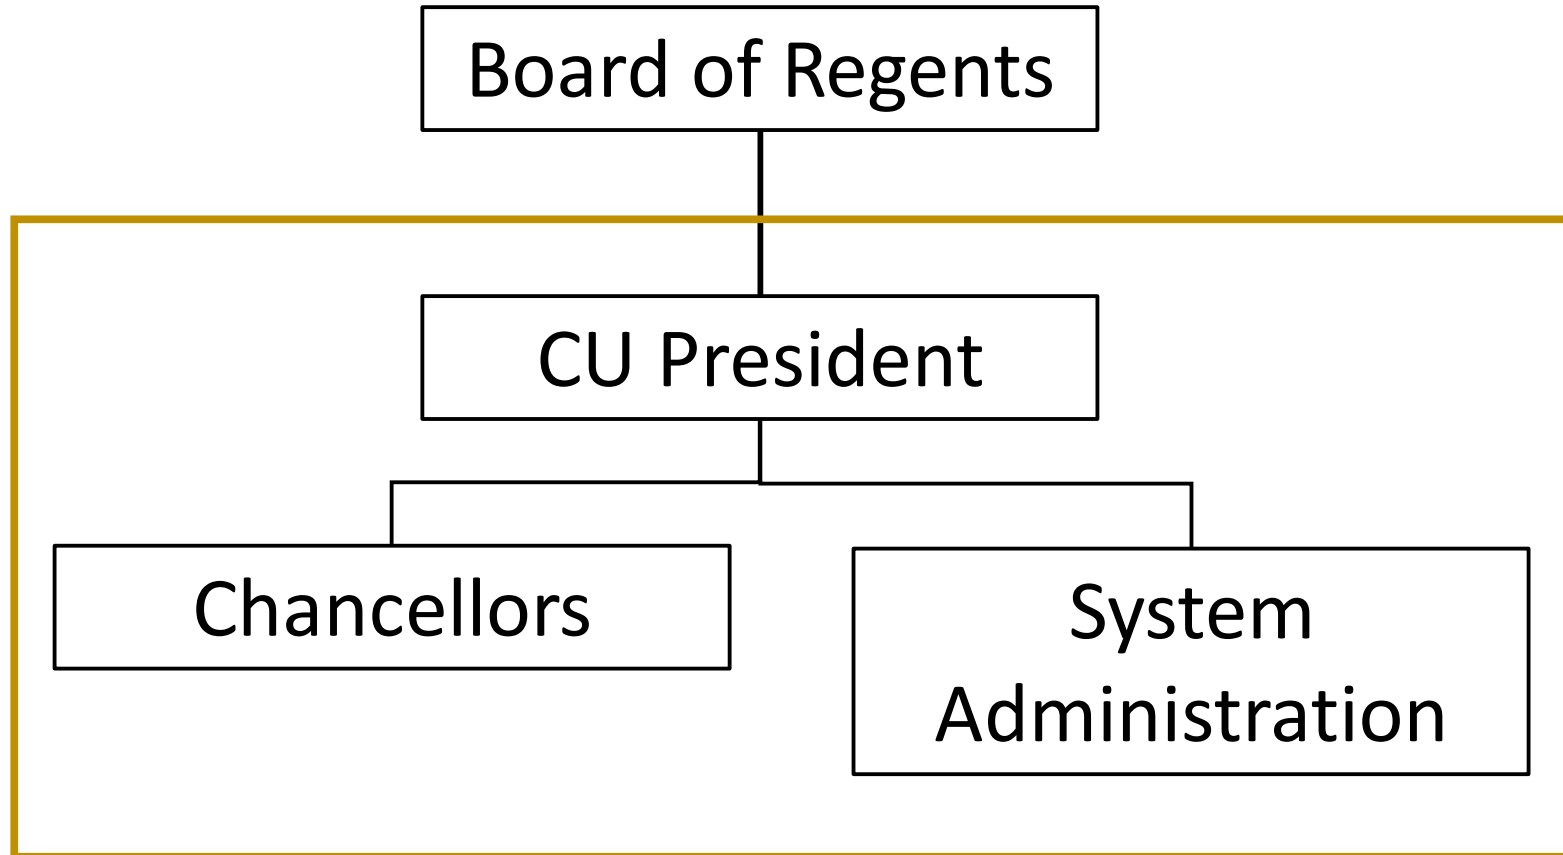 Board of Regents
CU President
Chancellors
System
Administration